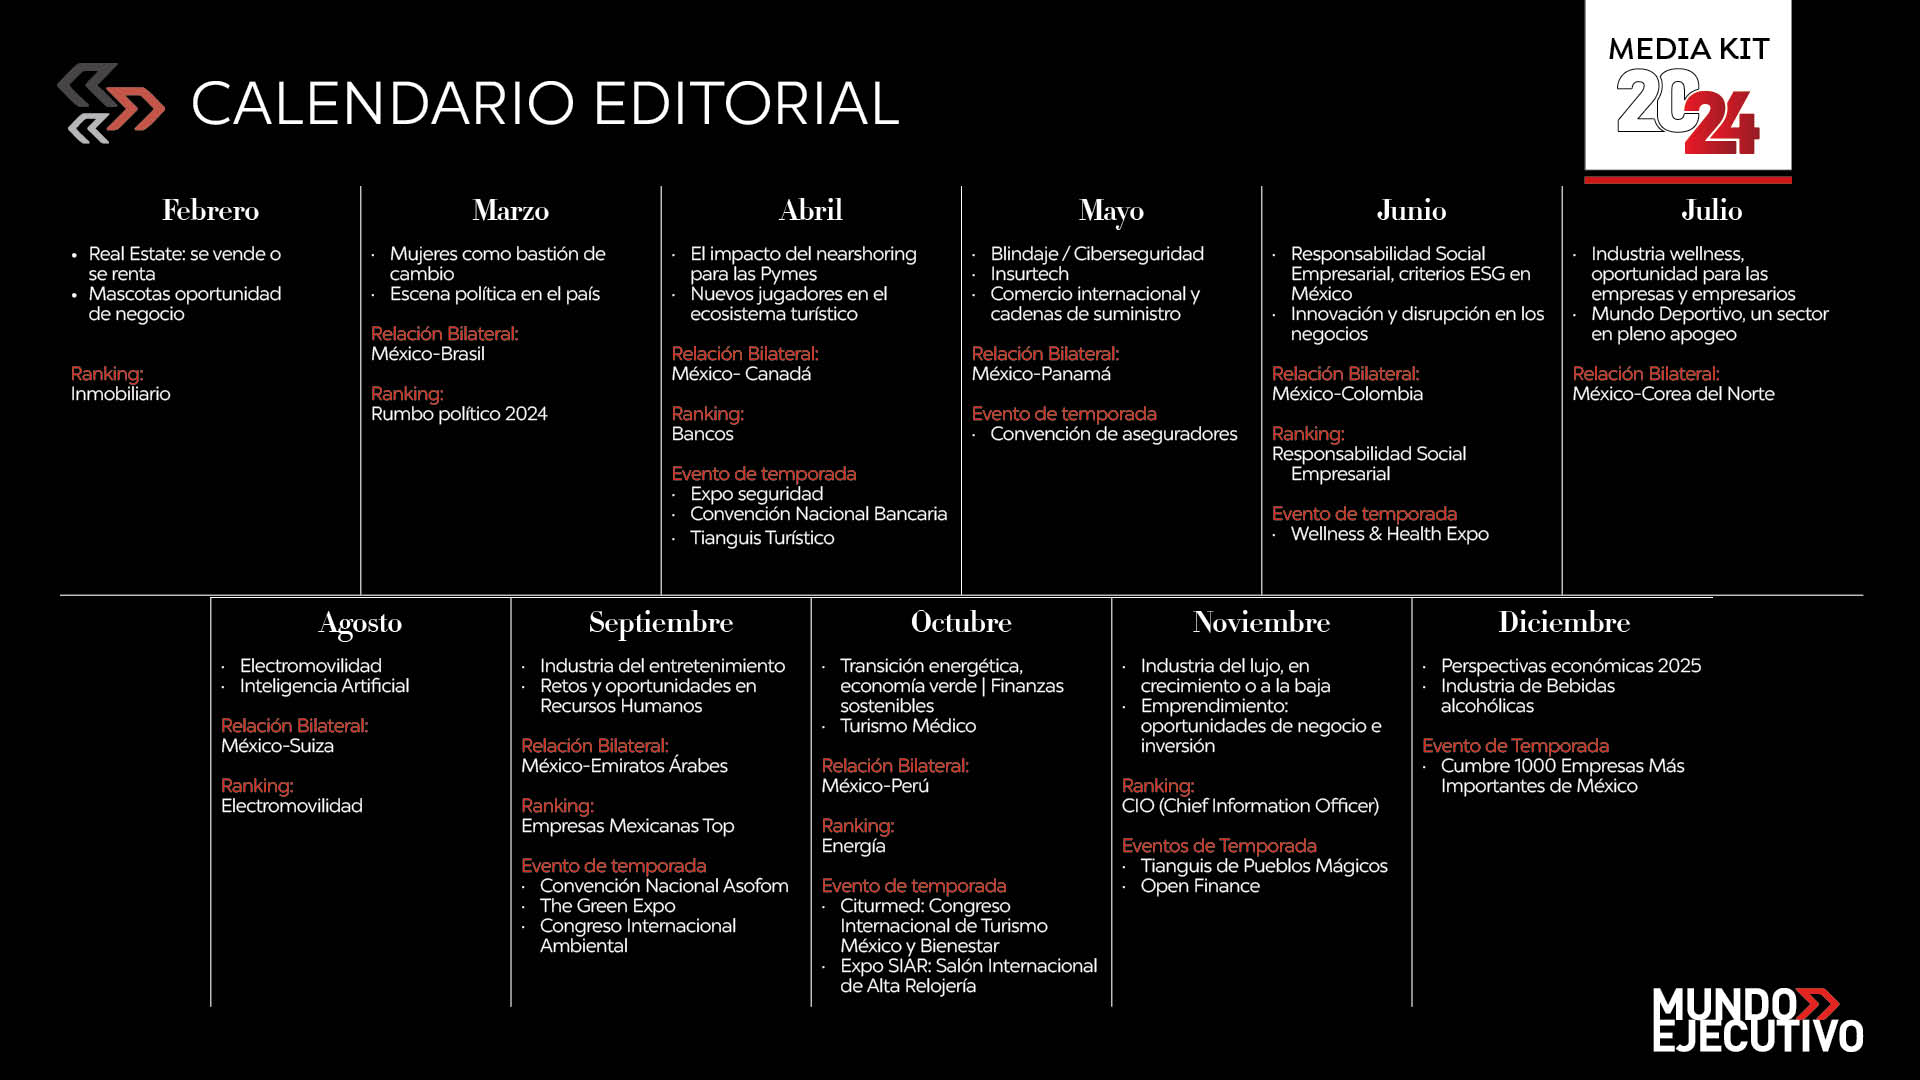 CALENDARIO EDITORIAL
MEDIA KIT
2024
Febrero
• Real Estate: se vende o
se renta
• Mascotas oportunidad
de negocio
Ranking:
Inmobiliario
Marzo
· Mujeres como bastión de
cambio
· Escena política en el país
Relación Bilateral:
México-Brasil
Ranking:
Rumbo político 2024
Abril
· El impacto del nearshoring
para las Pymes
· Nuevos jugadores en el
ecosistema turístico
Relación Bilateral:
México- Canadá
Ranking:
Bancos
Evento de temporada
· Expo seguridad
· Convención Nacional Bancaria
· Tianguis Turístico
Mayo
· Blindaje / Ciberseguridad
· Insurtech
· Comercio internacional y
cadenas de suministro
Relación Bilateral:
México-Panamá
Evento de temporada
· Convención de aseguradores
Junio
· Responsabilidad Social
Empresarial, criterios ESG en
México
· Innovación y disrupción en los
negocios
Relación Bilateral:
México-Colombia
Ranking:
Responsabilidad Social
Empresarial
Evento de temporada
· Wellness & Health Expo
Julio
· Industria wellness,
oportunidad para las
empresas y empresarios
· Mundo Deportivo, un sector
en pleno apogeo
Relación Bilateral:
México-Corea del Norte
Agosto
· Electromovilidad
· Inteligencia Artificial
Relación Bilateral:
México-Suiza
Ranking:
Electromovilidad
Septiembre
· Industria del entretenimiento
· Retos y oportunidades en
Recursos Humanos
Relación Bilateral:
México-Emiratos Árabes
Ranking:
Empresas Mexicanas Top
Evento de temporada
· Convención Nacional Asofom
· The Green Expo
· Congreso Internacional
Ambiental
Octubre
· Transición energética,
economía verde | Finanzas
sostenibles
· Turismo Médico
Relación Bilateral:
México-Perú
Ranking:
Energía
Evento de temporada
· Citurmed: Congreso
Internacional de Turismo
México y Bienestar
· Expo SIAR: Salón Internacional
de Alta Relojería
Noviembre
· Industria del lujo, en
crecimiento o a la baja
· Emprendimiento:
oportunidades de negocio e
inversión
Ranking:
CIO (Chief Information Officer)
Eventos de Temporada
· Tianguis de Pueblos Mágicos
· Open Finance
Diciembre
· Perspectivas económicas 2025
· Industria de Bebidas
alcohólicas
Evento de Temporada
· Cumbre 1000 Empresas Más
Importantes de México
MUNDO
EJECUTIVO